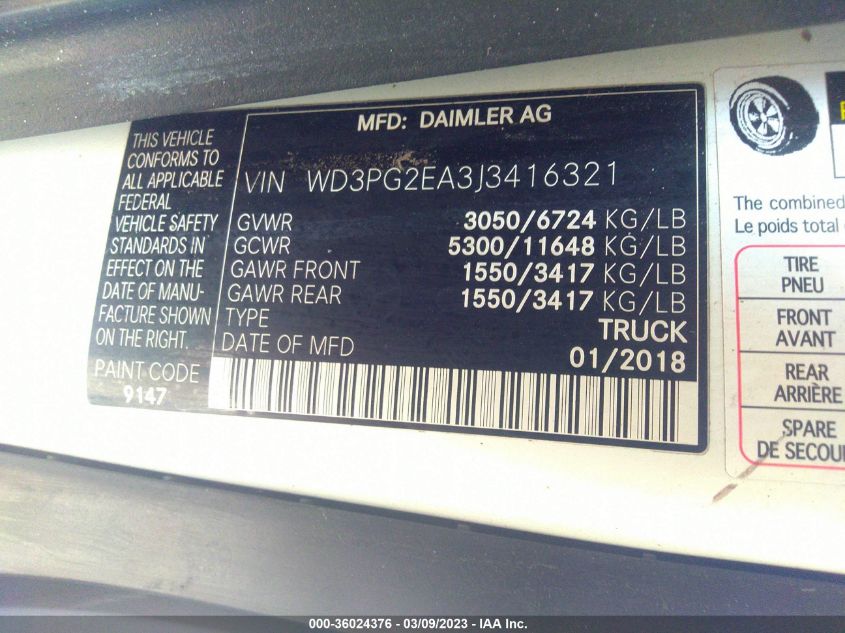 MFD: DAIMLER AG
THIS VEHICLE
CONFORMS TO
ALL APPLICABLE
FEDERAL
VEHICLE SAFETY
STANDARDS IN
EFFECT ON THE
DATE OF MANU-
FACTURE SHOWN
ON THE RIGHT.
PAINT CODE
9147
VIN WD3PG2EA3J3416321
GVWR 3050/6724 KG/LB
GCWR 5300/11648 KG/LB
GAWR FRONT 1550/3417 KG/LB
GAWR REAR 1550/3417 KG/LB
TYPE TRUCK
DATE OF MFD 01/2018
The combined
Le poids total
TIRE
PNEU
FRONT
AVANT
REAR
ARRIÈRE
SPARE
DE SECOU
000-36024376 - 03/09/2023 - IAA Inc.